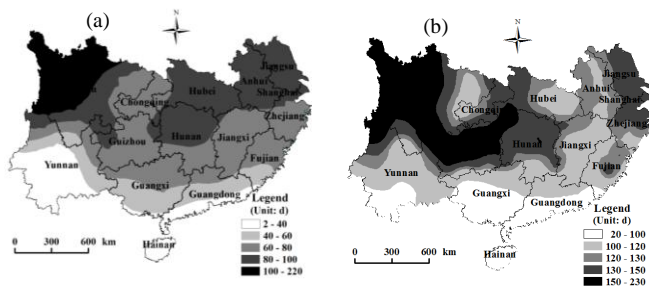 (a)
N
Jiangsu
Anhui
Shanghai
Hubei
Chongqing
Zhejiang
Hunan
Jiangxi
Guizhou
Fujian
Yunnan
Guangxi
Guangdong
Hainan
0 300 600 km
Legend
(Unit: d)
2 - 40
40 - 60
60 - 80
80 - 100
100 - 220
(b)
N
Jiangsu
Anhui
Shanghai
Hubei
Chongqi
Zhejiang
Hunan
Jiangxi
Fujian
Yunnan
Guangxi
Guangdong
Hainan
0 300 600 km
Legend
(Unit: d)
20 - 100
100 - 120
120 - 130
130 - 150
150 - 230